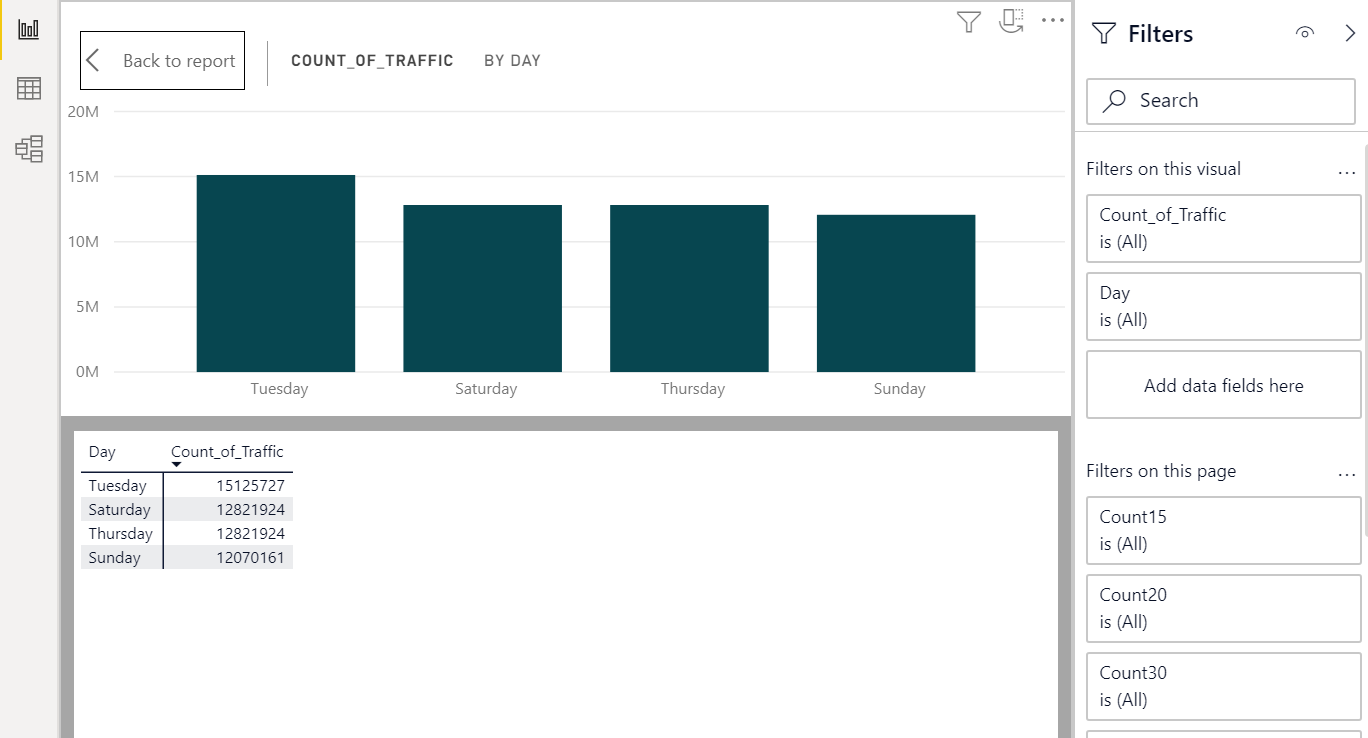 Back to report
COUNT_OF_TRAFFIC BY DAY
20M
15M
10M
5M
0M
Tuesday Saturday Thursday Sunday
Day Count_of_Traffic
Tuesday 15125727
Saturday 12821924
Thursday 12821924
Sunday 12070161
Filters
Search
Filters on this visual
Count_of_Traffic
is (All)
Day
is (All)
Add data fields here
Filters on this page
Count15
is (All)
Count20
is (All)
Count30
is (All)